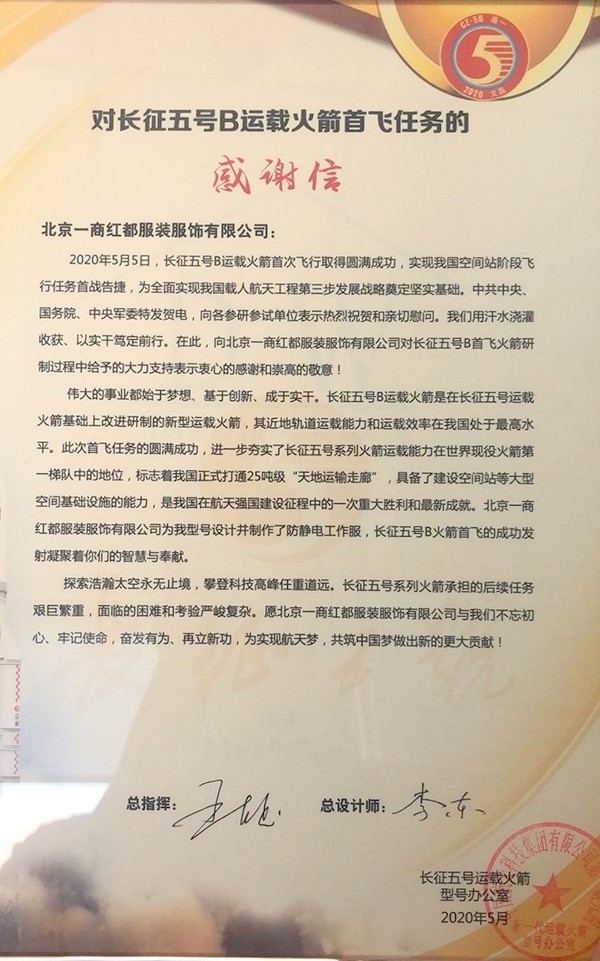 CZ-5B 遥一
5
2020 文昌
对长征五号B运载火箭首飞任务的
感谢信
北京一商红都服装服饰有限公司：
2020年5月5日，长征五号B运载火箭首次飞行取得圆满成功，实现我国空间站阶段飞
行任务首战告捷，为全面实现我国载人航天工程第三步发展战略奠定坚实基础。中共中央、
国务院、中央军委特发贺电，向各参研参试单位表示热烈祝贺和亲切慰问。我们用汗水浇灌
收获、以实干笃定前行。在此，向北京一商红都服装服饰有限公司对长征五号B首飞火箭研
制过程中给予的大力支持表示衷心的感谢和崇高的敬意！
伟大的事业都始于梦想、基于创新、成于实干。长征五号B运载火箭是在长征五号运载
火箭基础上改进研制的新型运载火箭，其近地轨道运载能力和运载效率在我国处于最高水
平。此次首飞任务的圆满成功，进一步夯实了长征五号系列火箭运载能力在世界现役火箭第
一梯队中的地位，标志着我国正式打通25吨级“天地运输走廊”，具备了建设空间站等大型
空间基础设施的能力，是我国在航天强国建设征程中的一次重大胜利和最新成就。北京一商
红都服装服饰有限公司为我型号设计并制作了防静电工作服，长征五号B火箭首飞的成功发
射凝聚着你们的智慧与奉献。
探索浩瀚太空永无止境，攀登科技高峰任重道远。长征五号系列火箭承担的后续任务
艰巨繁重，面临的困难和考验严峻复杂。愿北京一商红都服装服饰有限公司与我们不忘初
心、牢记使命，奋发有为、再立新功，为实现航天梦，共筑中国梦做出新的更大贡献！
总指挥： 总设计师：李东
长征五号运载火箭
型号办公室
2020年5月
科技集团有限公司
新一代运载火箭
型号办公室